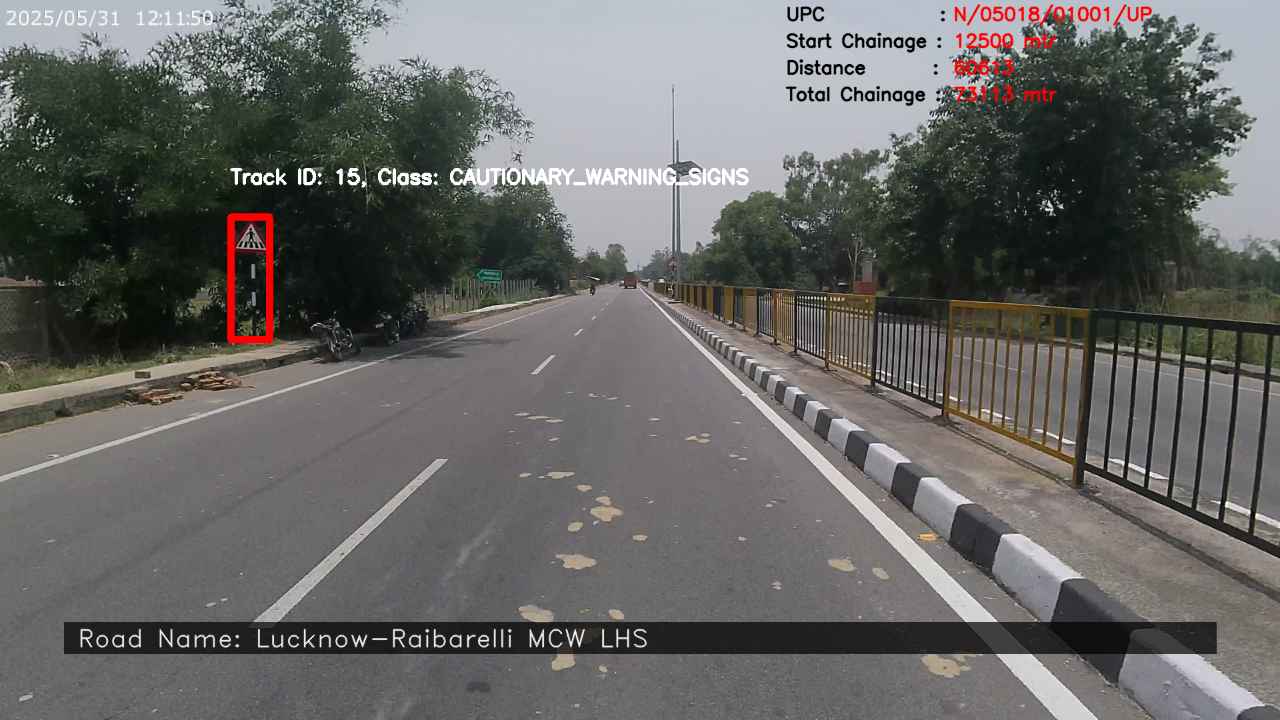 2025/05/31 12:11:50
UPC : N/05018/01001/UP
Start Chainage : 12500 mtr
Distance : 60613
Total Chainage : 73113 mtr
Track ID: 15, Class: CAUTIONARY_WARNING_SIGNS
Road Name: Lucknow-Raibarelli MCW LHS